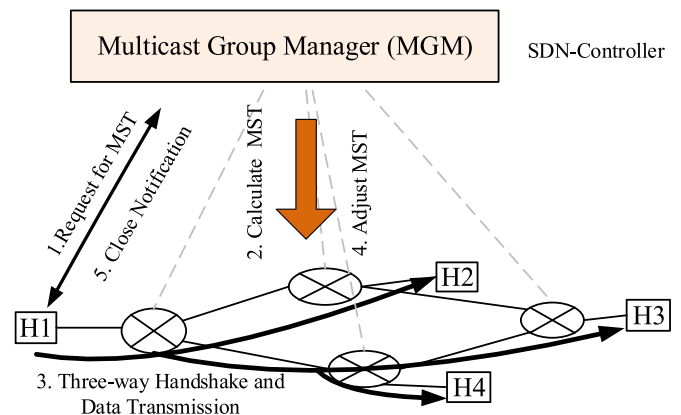 Multicast Group Manager (MGM)
SDN-Controller
1.Request for MST
5. Close Notification
2. Calculate MST
4. Adjust MST
H1
H2
H3
H4
3. Three-way Handshake and
Data Transmission